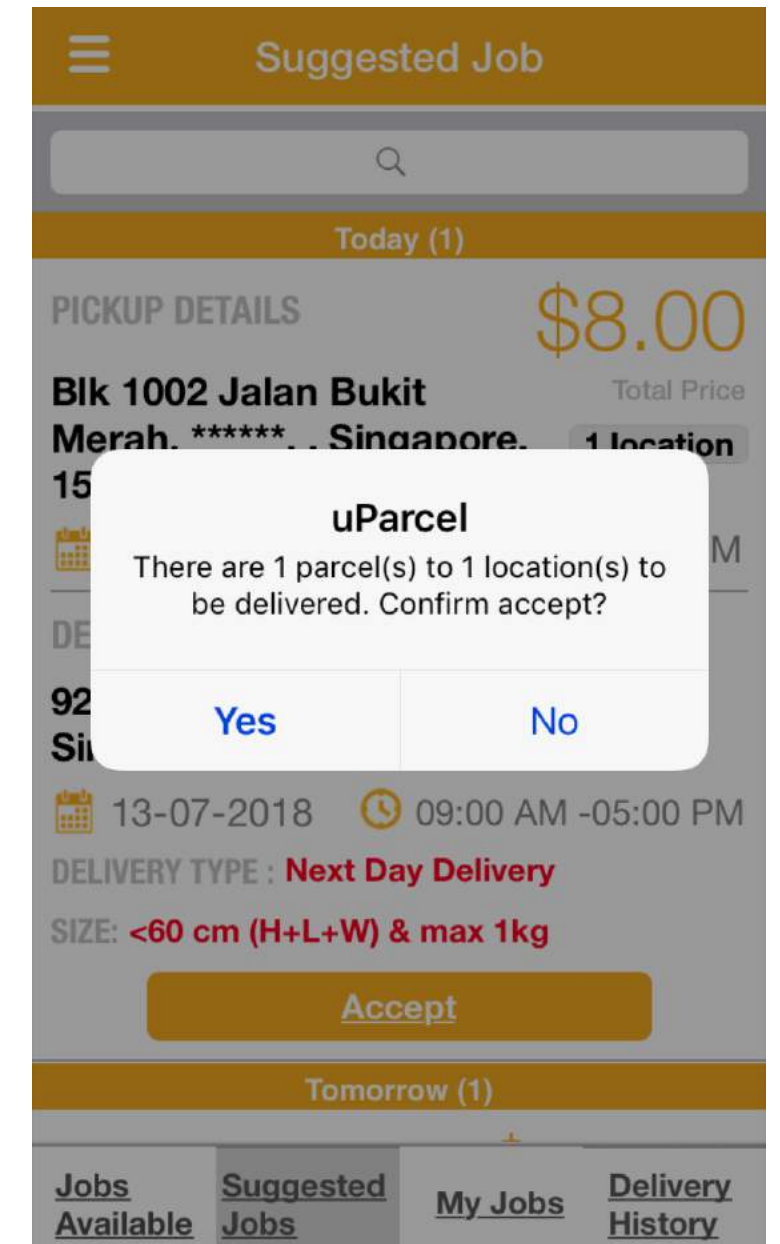 Suggested Job
Today (1)
PICKUP DETAILS
$8.00
Total Price
Blk 1002 Jalan Bukit
Merah, ******, , Singapore,
1 location
15
M
uParcel
There are 1 parcel(s) to 1 location(s) to
be delivered. Confirm accept?
Yes
No
DE
92
13-07-2018
09:00 AM -05:00 PM
DELIVERY TYPE : Next Day Delivery
SIZE: <60 cm (H+L+W) & max 1kg
Accept
Tomorrow (1)
Jobs
Available
Suggested
Jobs
My Jobs
Delivery
History